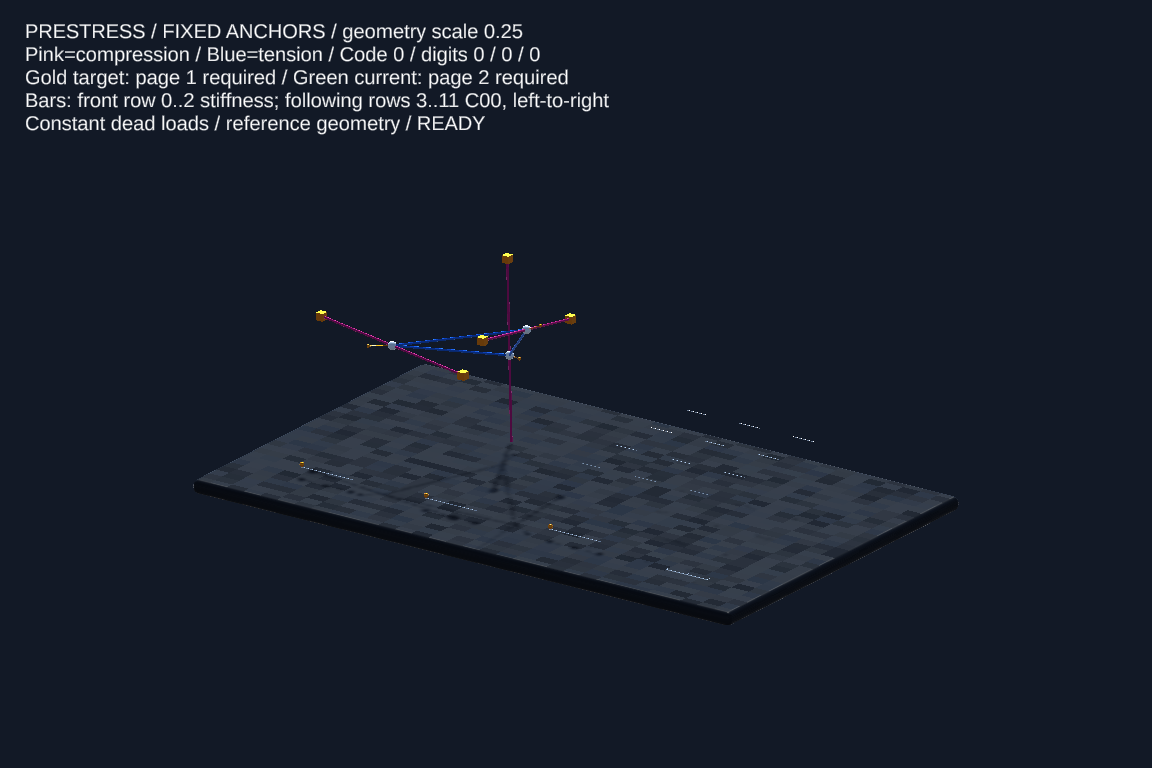 PRESTRESS / FIXED ANCHORS / geometry scale 0.25
Pink=compression / Blue=tension / Code 0 / digits 0 / 0 / 0
Gold target: page 1 required / Green current: page 2 required
Bars: front row 0..2 stiffness; following rows 3..11 C00, left-to-right
Constant dead loads / reference geometry / READY